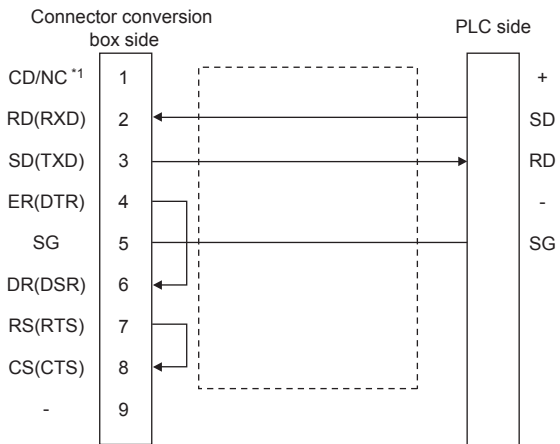 Connector conversion
box side
PLC side
CD/NC *1 1 +
RD(RXD) 2 SD
SD(TXD) 3 RD
ER(DTR) 4 -
SG 5 SG
DR(DSR) 6
RS(RTS) 7
CS(CTS) 8
- 9